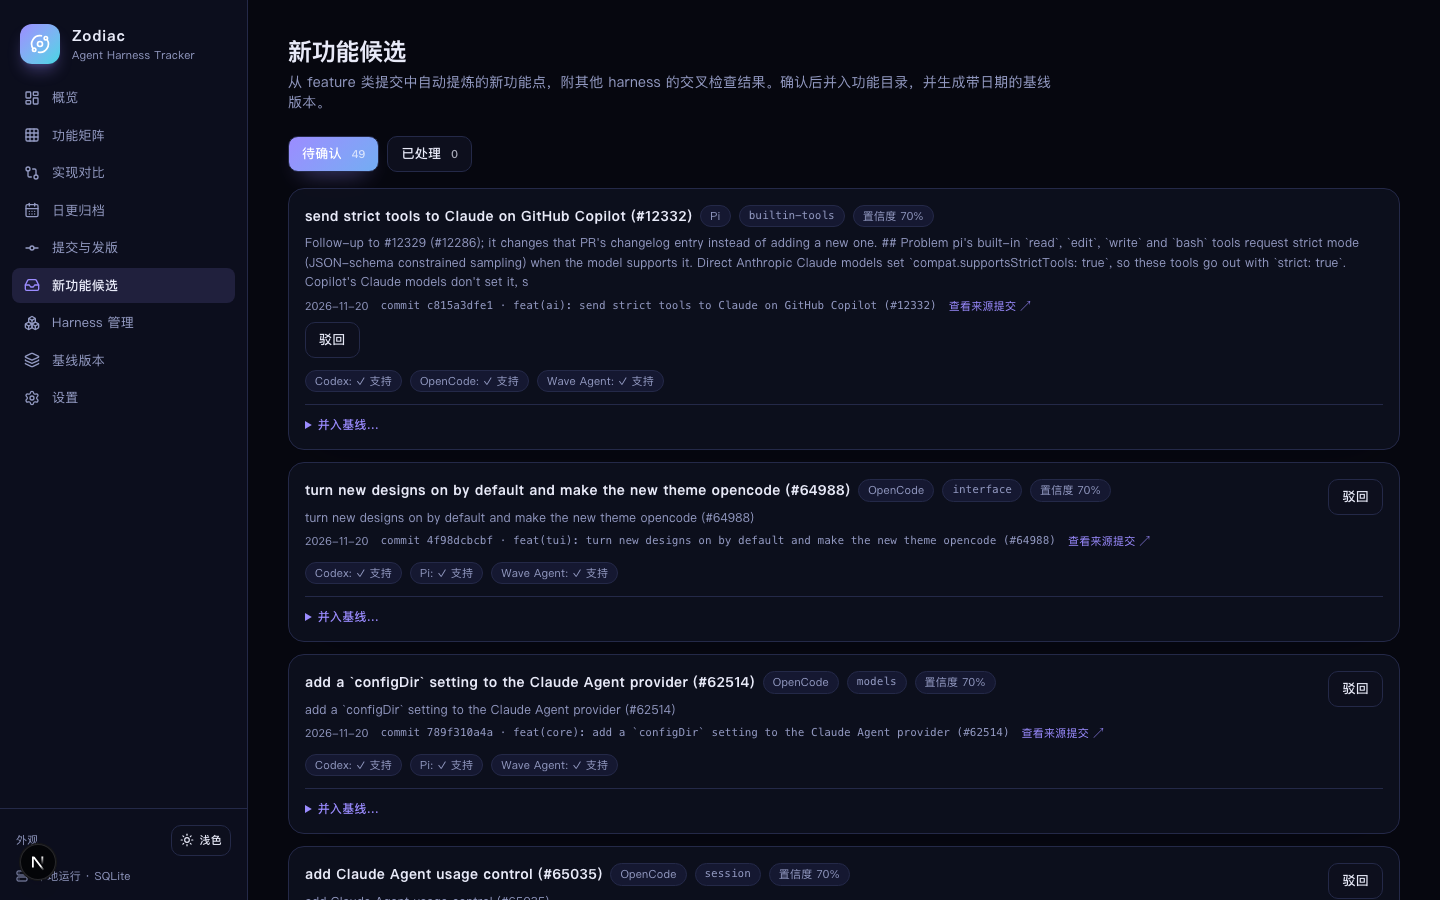 Zodiac
Agent Harness Tracker
概览
功能矩阵
实现对比
日更归档
提交与发版
新功能候选
Harness 管理
基线版本
设置
外观
浅色
N
地运行 · SQLite
新功能候选
从 feature 类提交中自动提炼的新功能点，附其他 harness 的交叉检查结果。确认后并入功能目录，并生成带日期的基线
版本。
待确认 49
已处理 0
send strict tools to Claude on GitHub Copilot (#12332) Pi builtin-tools 置信度 70%
Follow-up to #12329 (#12286); it changes that PR's changelog entry instead of adding a new one. ## Problem pi's built-in `read`, `edit`, `write` and `bash` tools request strict mode
(JSON-schema constrained sampling) when the model supports it. Direct Anthropic Claude models set `compat.supportsStrictTools: true`, so these tools go out with `strict: true`.
Copilot's Claude models don't set it, s
2026-11-20 commit c815a3dfe1 · feat(ai): send strict tools to Claude on GitHub Copilot (#12332) 查看来源提交 ↗
驳回
Codex: ✓ 支持 OpenCode: ✓ 支持 Wave Agent: ✓ 支持
▶ 并入基线...
turn new designs on by default and make the new theme opencode (#64988) OpenCode interface 置信度 70%
驳回
turn new designs on by default and make the new theme opencode (#64988)
2026-11-20 commit 4f98dcbcbf · feat(tui): turn new designs on by default and make the new theme opencode (#64988) 查看来源提交 ↗
Codex: ✓ 支持 Pi: ✓ 支持 Wave Agent: ✓ 支持
▶ 并入基线...
add a `configDir` setting to the Claude Agent provider (#62514) OpenCode models 置信度 70%
驳回
add a `configDir` setting to the Claude Agent provider (#62514)
2026-11-20 commit 789f310a4a · feat(core): add a `configDir` setting to the Claude Agent provider (#62514) 查看来源提交 ↗
Codex: ✓ 支持 Pi: ✓ 支持 Wave Agent: ✓ 支持
▶ 并入基线...
add Claude Agent usage control (#65035) OpenCode session 置信度 70%
驳回
add Claude Agent usage control (#65035)